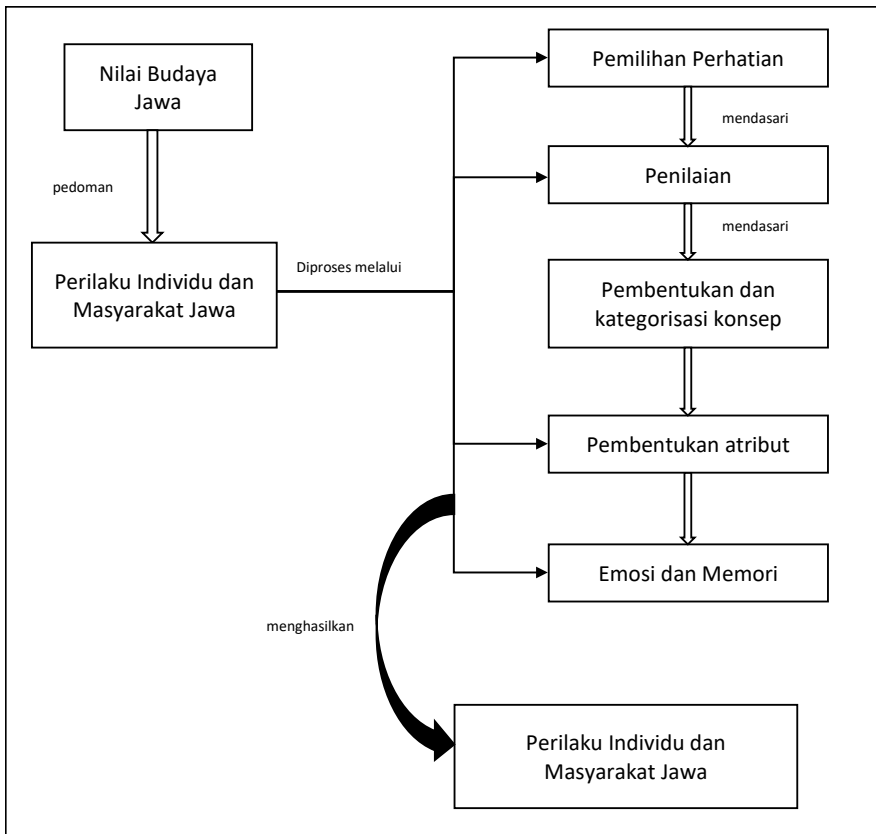 Nilai Budaya
Jawa
pedoman
Perilaku Individu dan
Masyarakat Jawa
Diproses melalui
Pemilihan Perhatian
mendasari
Penilaian
mendasari
Pembentukan dan
kategorisasi konsep
Pembentukan atribut
Emosi dan Memori
menghasilkan
Perilaku Individu dan
Masyarakat Jawa